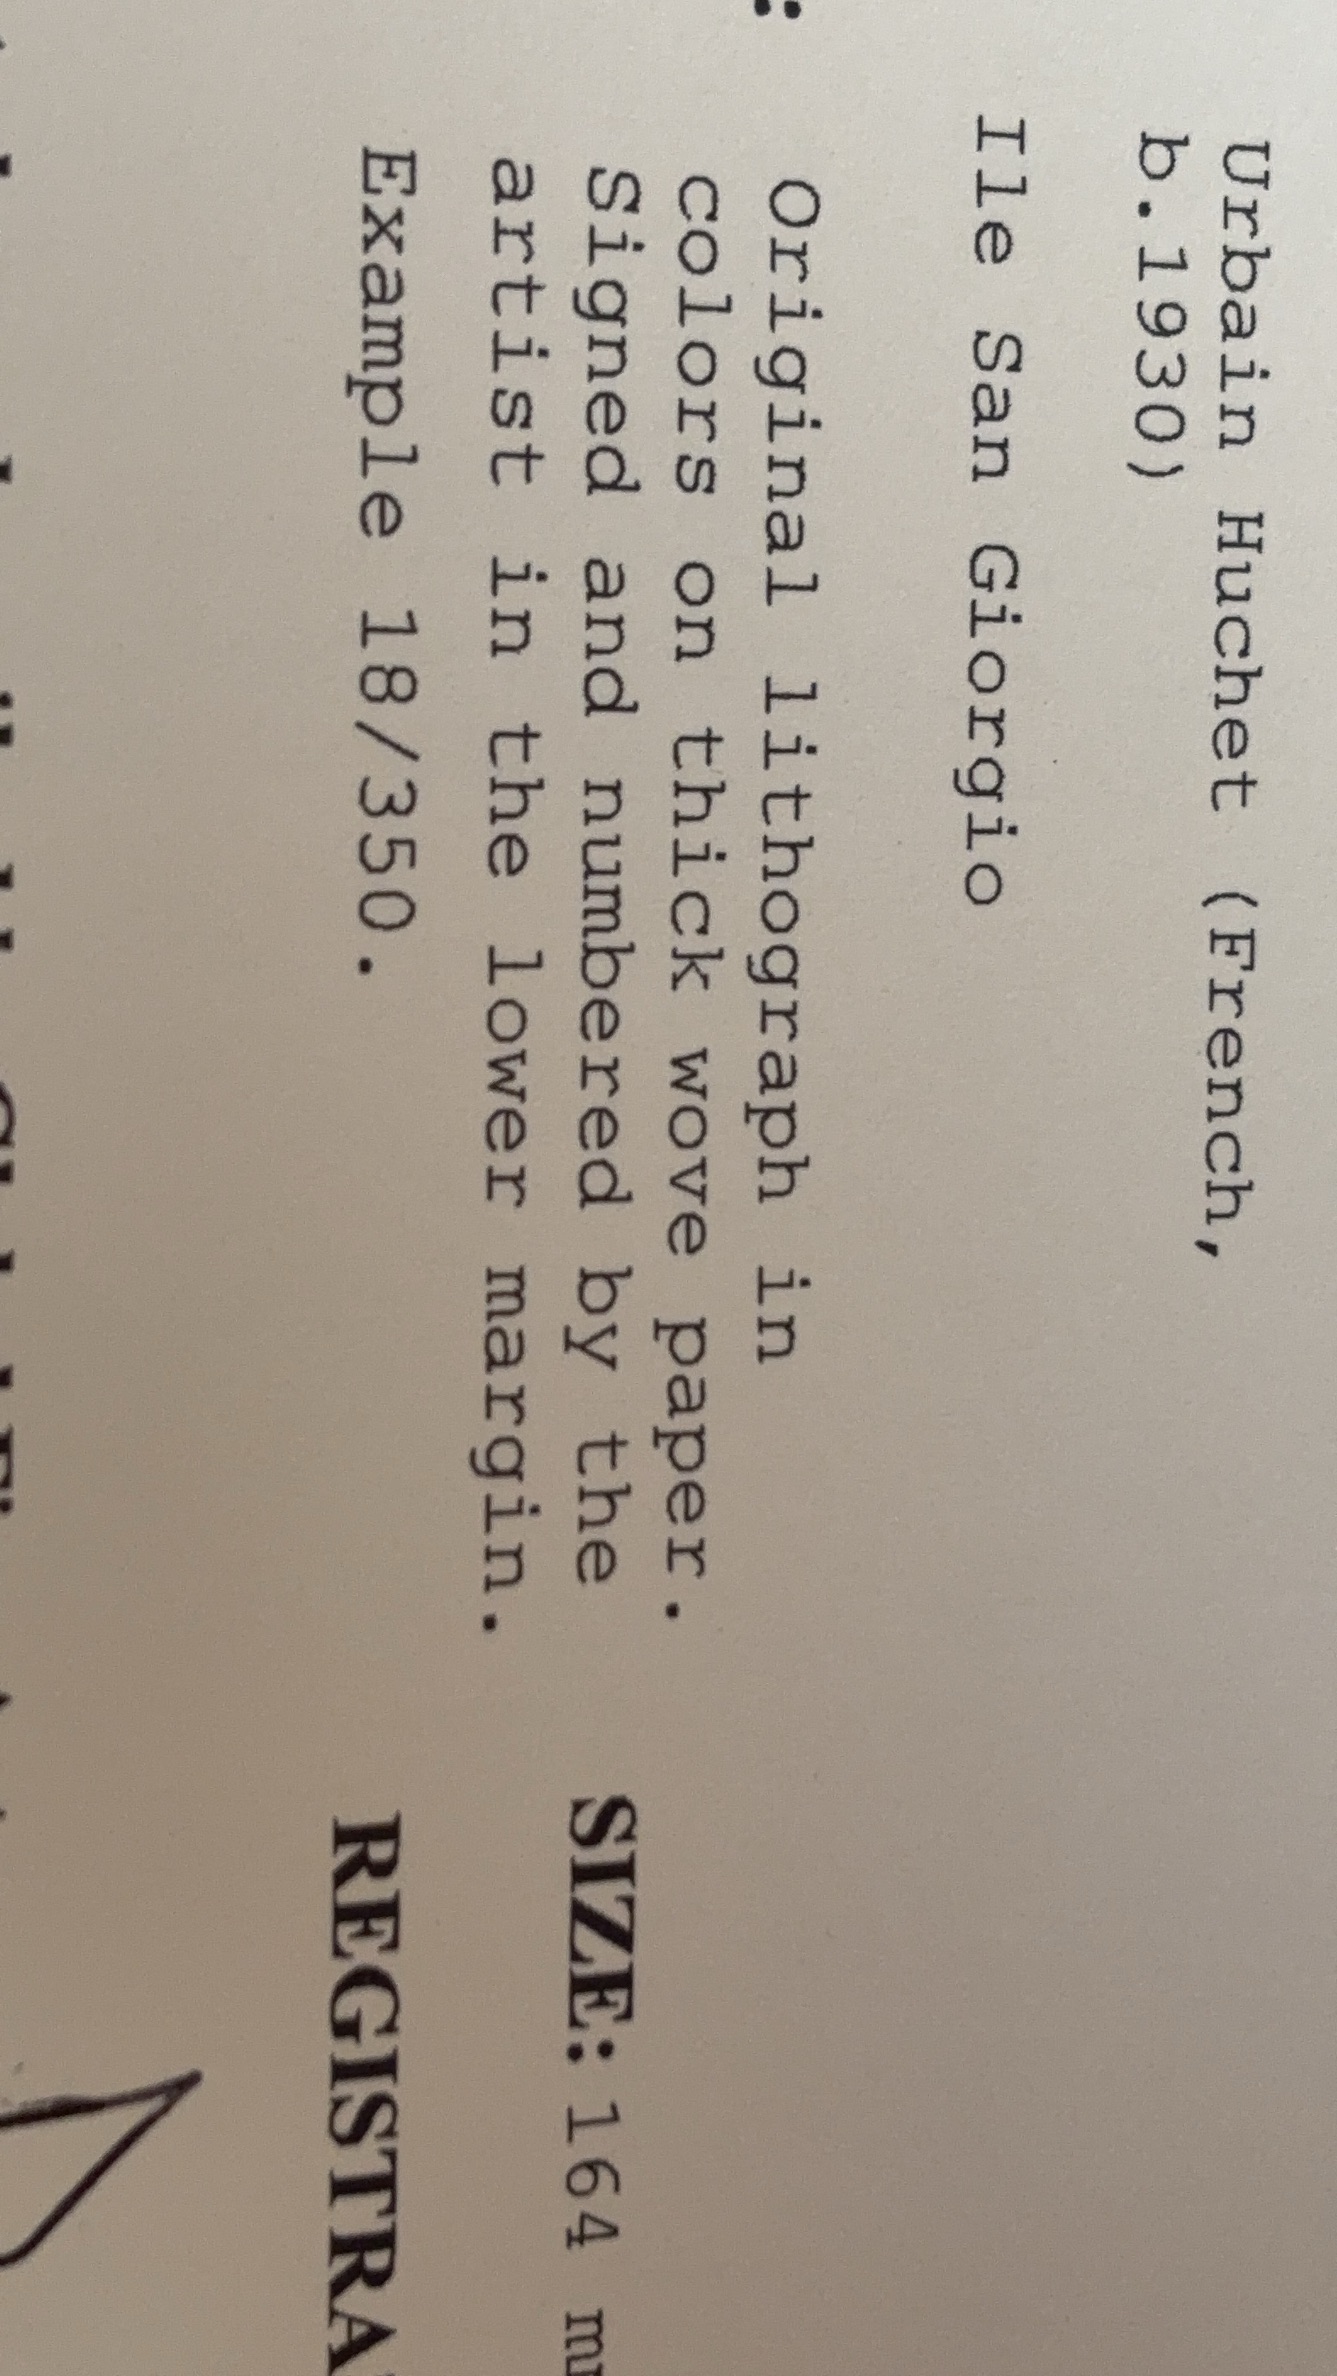 Urbain Huchet (French,
b.1930)
Ile San Giorgio
Original lithograph in
colors on thick wove paper.
Signed and numbered by the
artist in the lower margin.
Example 18/350.
SIZE: 164